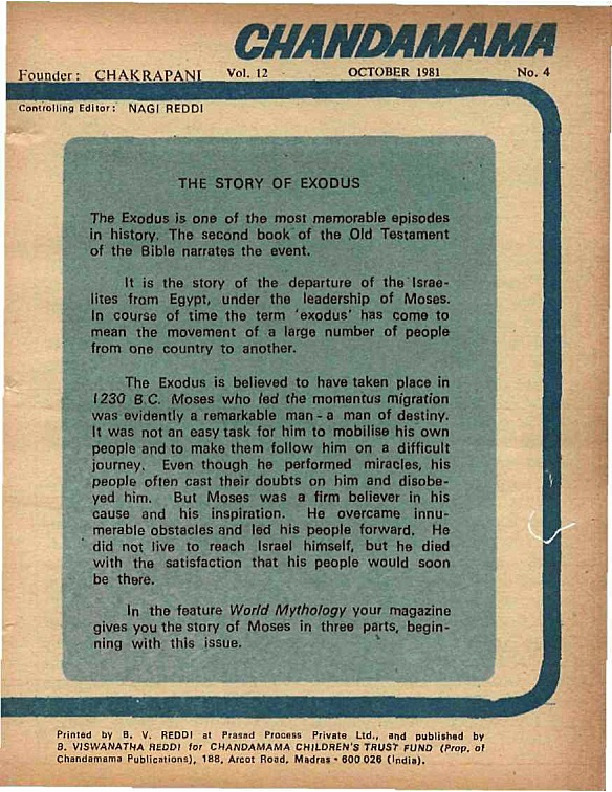 CHANDAMAMA
Founder: CHAKRAPANI Vol. 12 OCTOBER 1981 No. 4
Controlling Editor: NAGI REDDI
THE STORY OF EXODUS
The Exodus is one of the most memorable episodes
in history. The second book of the Old Testament
of the Bible narrates the event.
It is the story of the departure of the Israe-
lites from Egypt, under the leadership of Moses.
In course of time the term 'exodus' has come to
mean the movement of a large number of people
from one country to another.
The Exodus is believed to have taken place in
1230 B.C. Moses who led the momentus migration
was evidently a remarkable man - a man of destiny.
It was not an easy task for him to mobilise his own
people and to make them follow him on a difficult
journey. Even though he performed miracles, his
people often cast their doubts on him and disobe-
yed him. But Moses was a firm believer in his
cause and his inspiration. He overcame innu-
merable obstacles and led his people forward. He
did not live to reach Israel himself, but he died
with the satisfaction that his people would soon
be there.
In the feature World Mythology your magazine
gives you the story of Moses in three parts, begin-
ning with this issue.
Printed by B. V. REDDI at Prasad Process Private Ltd., and published by
B. VISWANATHA REDDI for CHANDAMAMA CHILDREN'S TRUST FUND (Prop. of
Chandamama Publications), 188, Arcot Road, Madras - 600 026 (India).